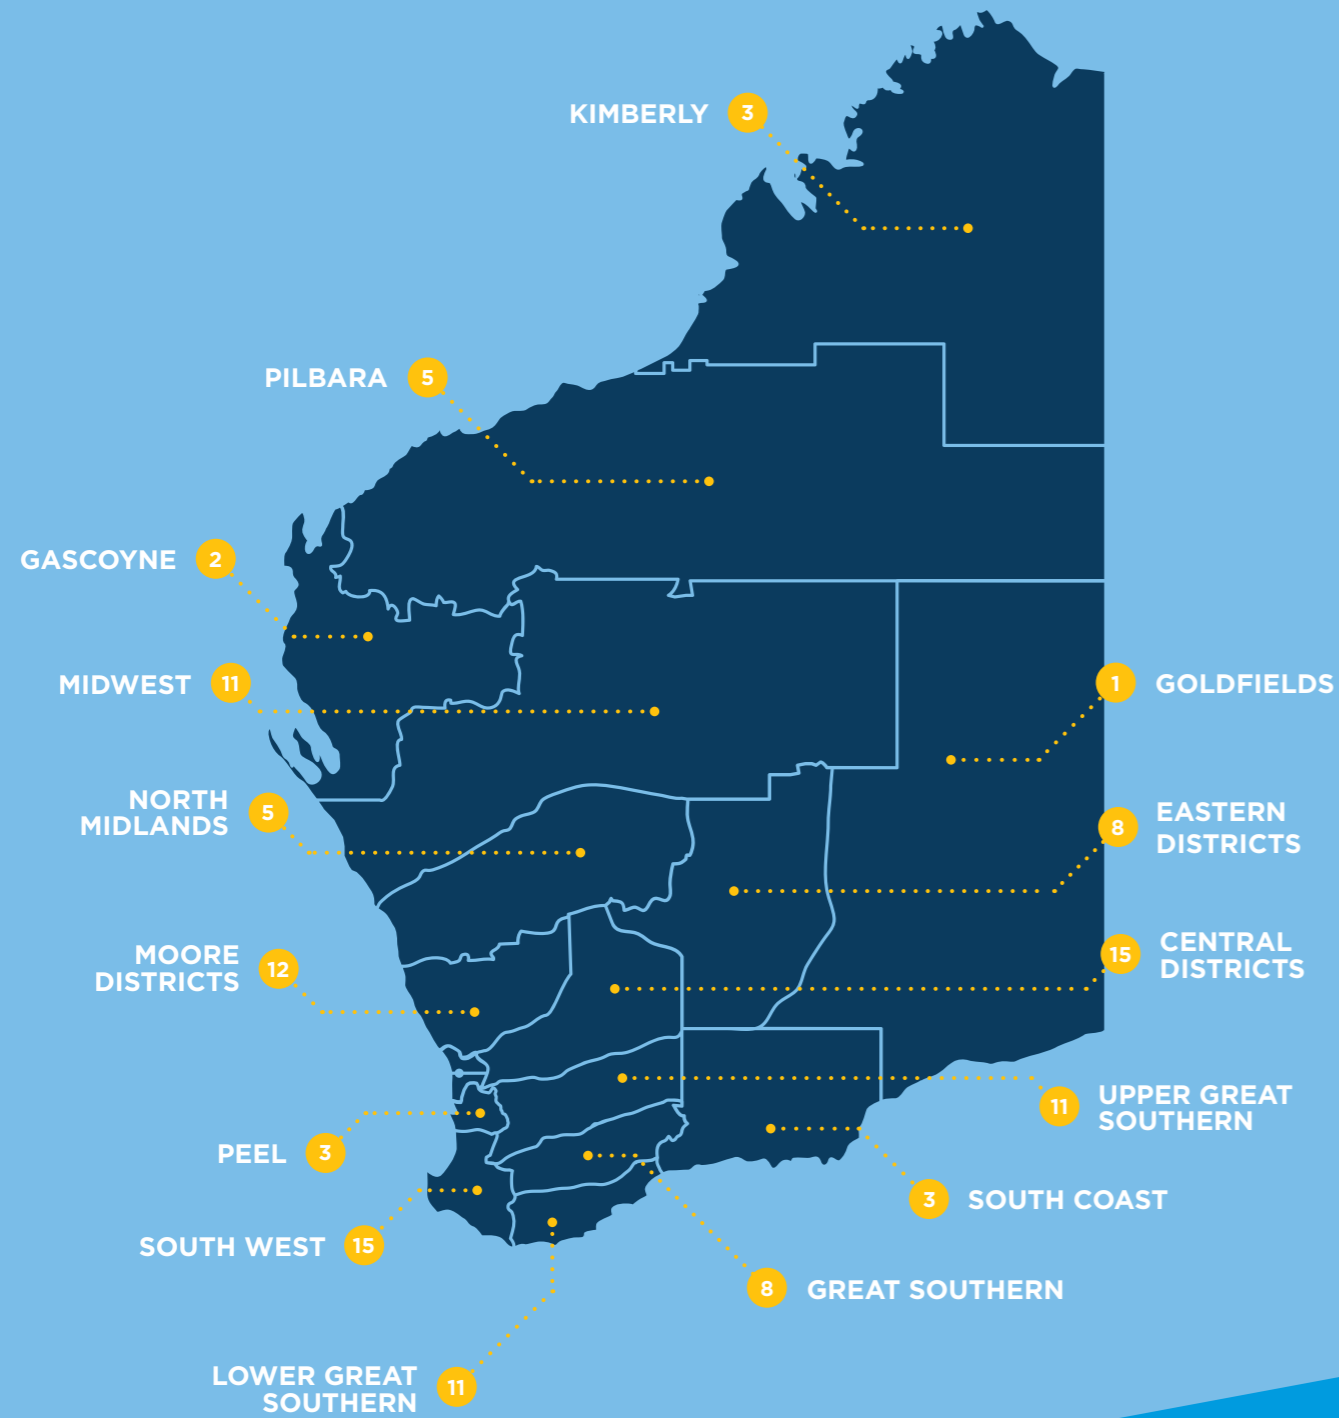 KIMBERLY 3
PILBARA 5
GASCOYNE 2
MIDWEST 11
1 GOLDFIELDS
NORTH
MIDLANDS 5
8 EASTERN
DISTRICTS
MOORE
DISTRICTS 12
15 CENTRAL
DISTRICTS
11 UPPER GREAT
SOUTHERN
PEEL 3
3 SOUTH COAST
SOUTH WEST 15
8 GREAT SOUTHERN
LOWER GREAT
SOUTHERN 11